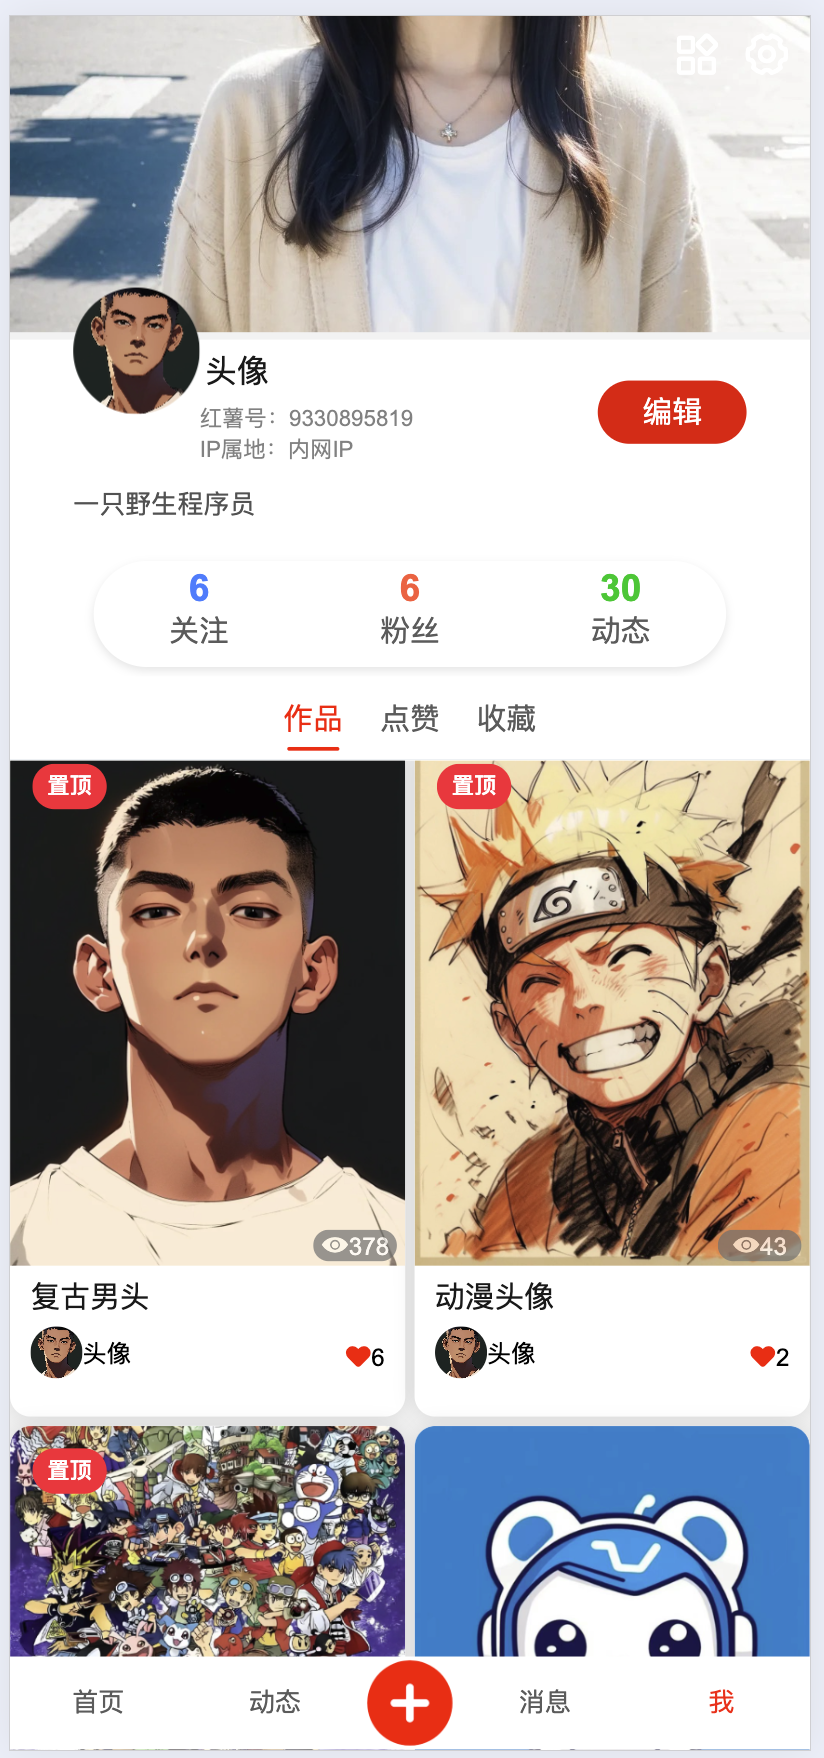 头像
红薯号：9330895819
IP属地：内网IP
编辑
一只野生程序员
6 6 30
关注 粉丝 动态
作品 点赞 收藏
置顶 置顶
378 43
复古男头 动漫头像
头像 6 头像 2
置顶
首页 动态 消息 我